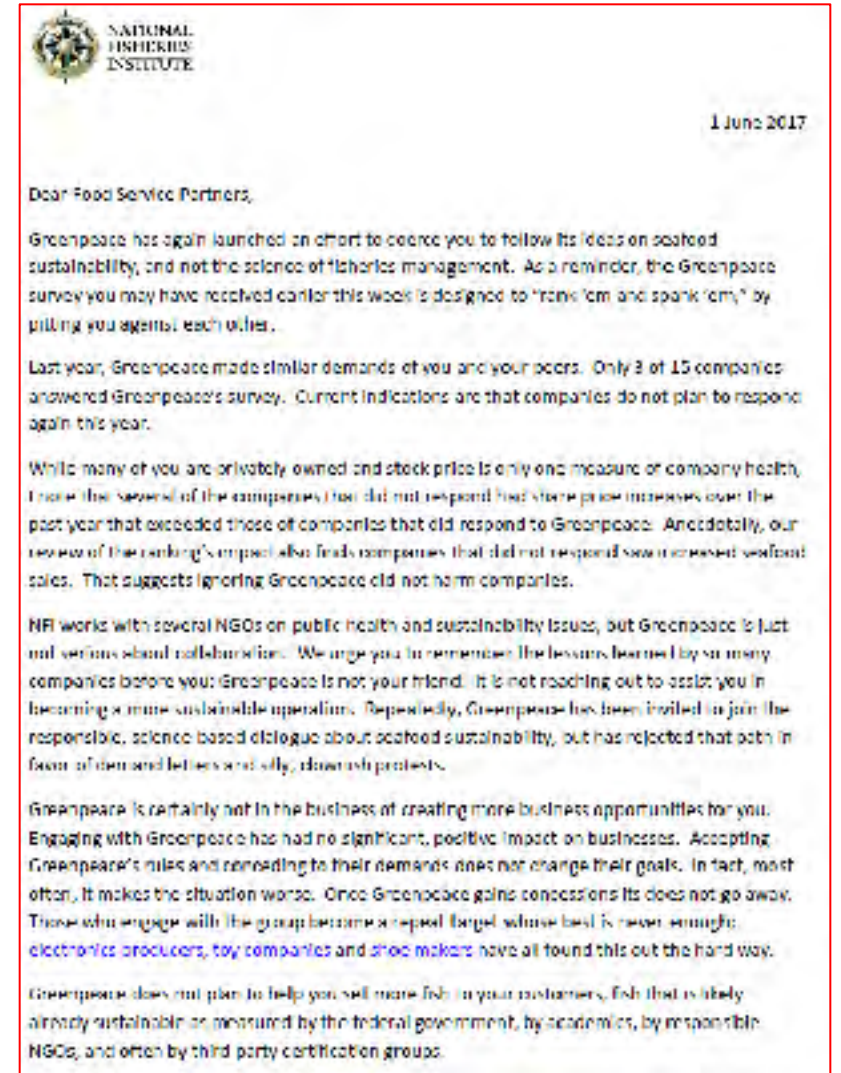 NATIONAL
FISHERIES
INSTITUTE
1 June 2017
Dear Food Service Partners,
Greenpeace has again launched an effort to coerce you to follow its ideas on seafood
sustainability, and not the science of fisheries management. As a reminder, the Greenpeace
survey you may have received earlier this week is designed to "rank 'em and spank 'em," by
pitting you against each other.
Last year, Greenpeace made similar demands of you and your peers. Only 3 of 15 companies
answered Greenpeace's survey. Current indications are that companies do not plan to respond
again this year.
While many of you are privately owned and stock price is only one measure of company health,
I note that several of the companies that did not respond had share price increases over the
past year that exceeded those of companies that did respond to Greenpeace. Anecdotally, our
review of the ranking's impact also finds companies that did not respond saw increased seafood
sales. That suggests ignoring Greenpeace did not harm companies.
NFI works with several NGOs on public health and sustainability issues, but Greenpeace is just
not serious about collaboration. We urge you to remember the lessons learned by so many
companies before you: Greenpeace is not your friend. It is not reaching out to assist you in
becoming a more sustainable operation. Repeatedly, Greenpeace has been invited to join the
responsible, science based dialogue about seafood sustainability, but has rejected that path in
favor of demand letters and silly, clownish protests.
Greenpeace is certainly not in the business of creating more business opportunities for you.
Engaging with Greenpeace has had no significant, positive impact on businesses. Accepting
Greenpeace's rules and conceding to their demands does not change their goals. In fact, most
often, it makes the situation worse. Once Greenpeace gains concessions its does not go away.
Those who engage with the group become a repeat target whose best is never enough:
electronics producers, toy companies and shoe makers have all found this out the hard way.
Greenpeace does not plan to help you sell more fish to your customers, fish that is likely
already sustainable as measured by the federal government, by academics, by responsible
NGOs, and often by third party certification groups.